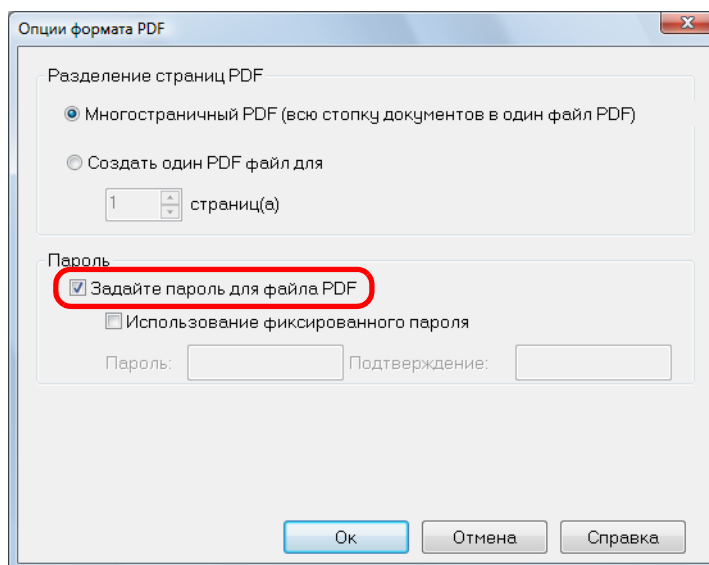 Опции формата PDF
Разделение страниц PDF
Многостраничный PDF (всю стопку документов в один файл PDF)
Создать один PDF файл для
1 страниц(а)
Пароль
Задайте пароль для файла PDF
Использование фиксированного пароля
Пароль: Подтверждение:
Ок Отмена Справка